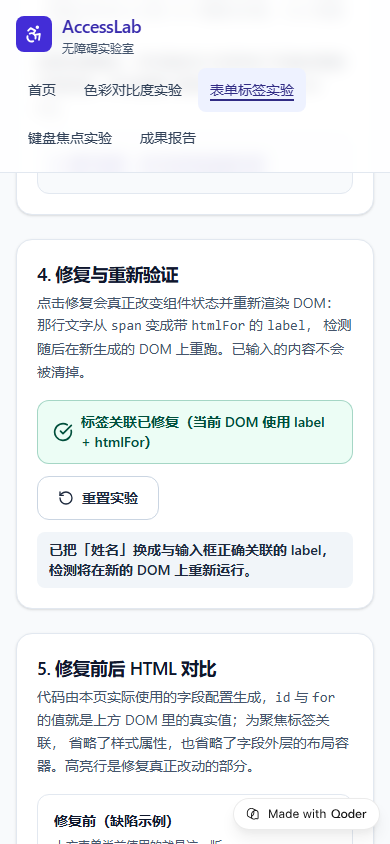 AccessLab
无障碍实验室
首页 色彩对比度实验 表单标签实验
键盘焦点实验 成果报告
4. 修复与重新验证
点击修复会真正改变组件状态并重新渲染 DOM：
那行文字从 span 变成带 htmlFor 的 label， 检测
随后在新生成的 DOM 上重跑。已输入的内容不会
被清掉。
标签关联已修复（当前 DOM 使用 label
+ htmlFor）
重置实验
已把「姓名」换成与输入框正确关联的 label，
检测将在新的 DOM 上重新运行。
5. 修复前后 HTML 对比
代码由本页实际使用的字段配置生成，id 与 for
的值就是上方 DOM 里的真实值；为聚焦标签关
联， 省略了样式属性，也省略了字段外层的布局容
器。高亮行是修复真正改动的部分。
修复前（缺陷示例）
Made with Qoder